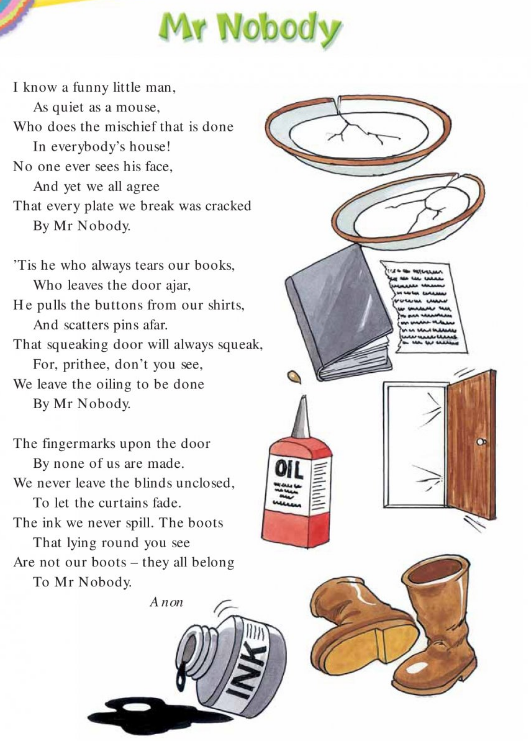 Mr Nobody
I know a funny little man,
As quiet as a mouse,
Who does the mischief that is done
In everybody's house!
No one ever sees his face,
And yet we all agree
That every plate we break was cracked
By Mr Nobody.
'Tis he who always tears our books,
Who leaves the door ajar,
He pulls the buttons from our shirts,
And scatters pins afar.
That squeaking door will always squeak,
For, prithee, don't you see,
We leave the oiling to be done
By Mr Nobody.
The fingermarks upon the door
By none of us are made.
We never leave the blinds unclosed,
To let the curtains fade.
The ink we never spill. The boots
That lying round you see
Are not our boots – they all belong
To Mr Nobody.
Anon
OIL
INK